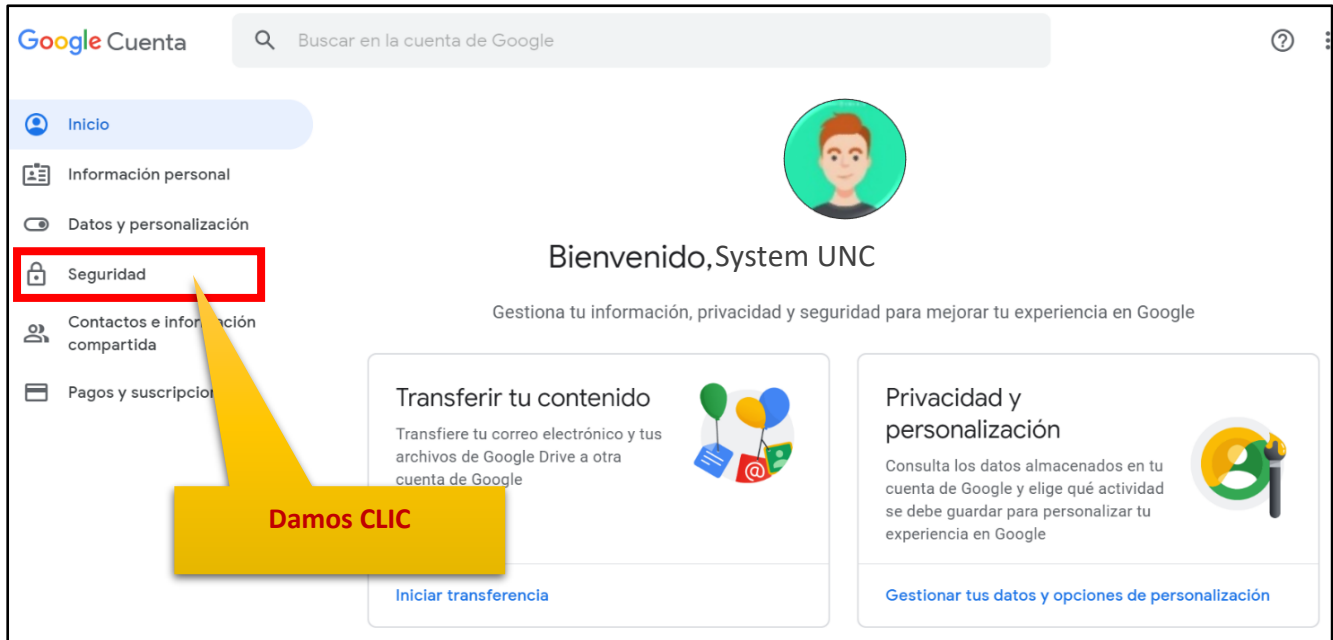 Google Cuenta
Buscar en la cuenta de Google
Inicio
Información personal
Datos y personalización
Seguridad
Contactos e información
compartida
Pagos y suscripcion
Damos CLIC
Bienvenido, System UNC
Gestiona tu información, privacidad y seguridad para mejorar tu experiencia en Google
Transferir tu contenido
Transfiere tu correo electrónico y tus
archivos de Google Drive a otra
cuenta de Google
Iniciar transferencia
Privacidad y
personalización
Consulta los datos almacenados en tu
cuenta de Google y elige qué actividad
se debe guardar para personalizar tu
experiencia en Google
Gestionar tus datos y opciones de personalización